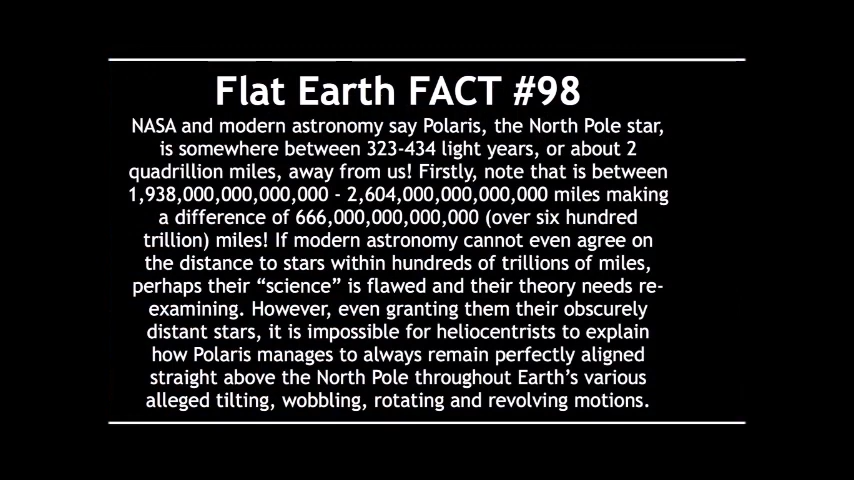 Flat Earth FACT #98
NASA and modern astronomy say Polaris, the North Pole star,
is somewhere between 323-434 light years, or about 2
quadrillion miles, away from us! Firstly, note that is between
1,938,000,000,000,000 - 2,604,000,000,000,000 miles making
a difference of 666,000,000,000,000 (over six hundred
trillion) miles! If modern astronomy cannot even agree on
the distance to stars within hundreds of trillions of miles,
perhaps their “science” is flawed and their theory needs re-
examining. However, even granting them their obscurely
distant stars, it is impossible for heliocentrists to explain
how Polaris manages to always remain perfectly aligned
straight above the North Pole throughout Earth’s various
alleged tilting, wobbling, rotating and revolving motions.